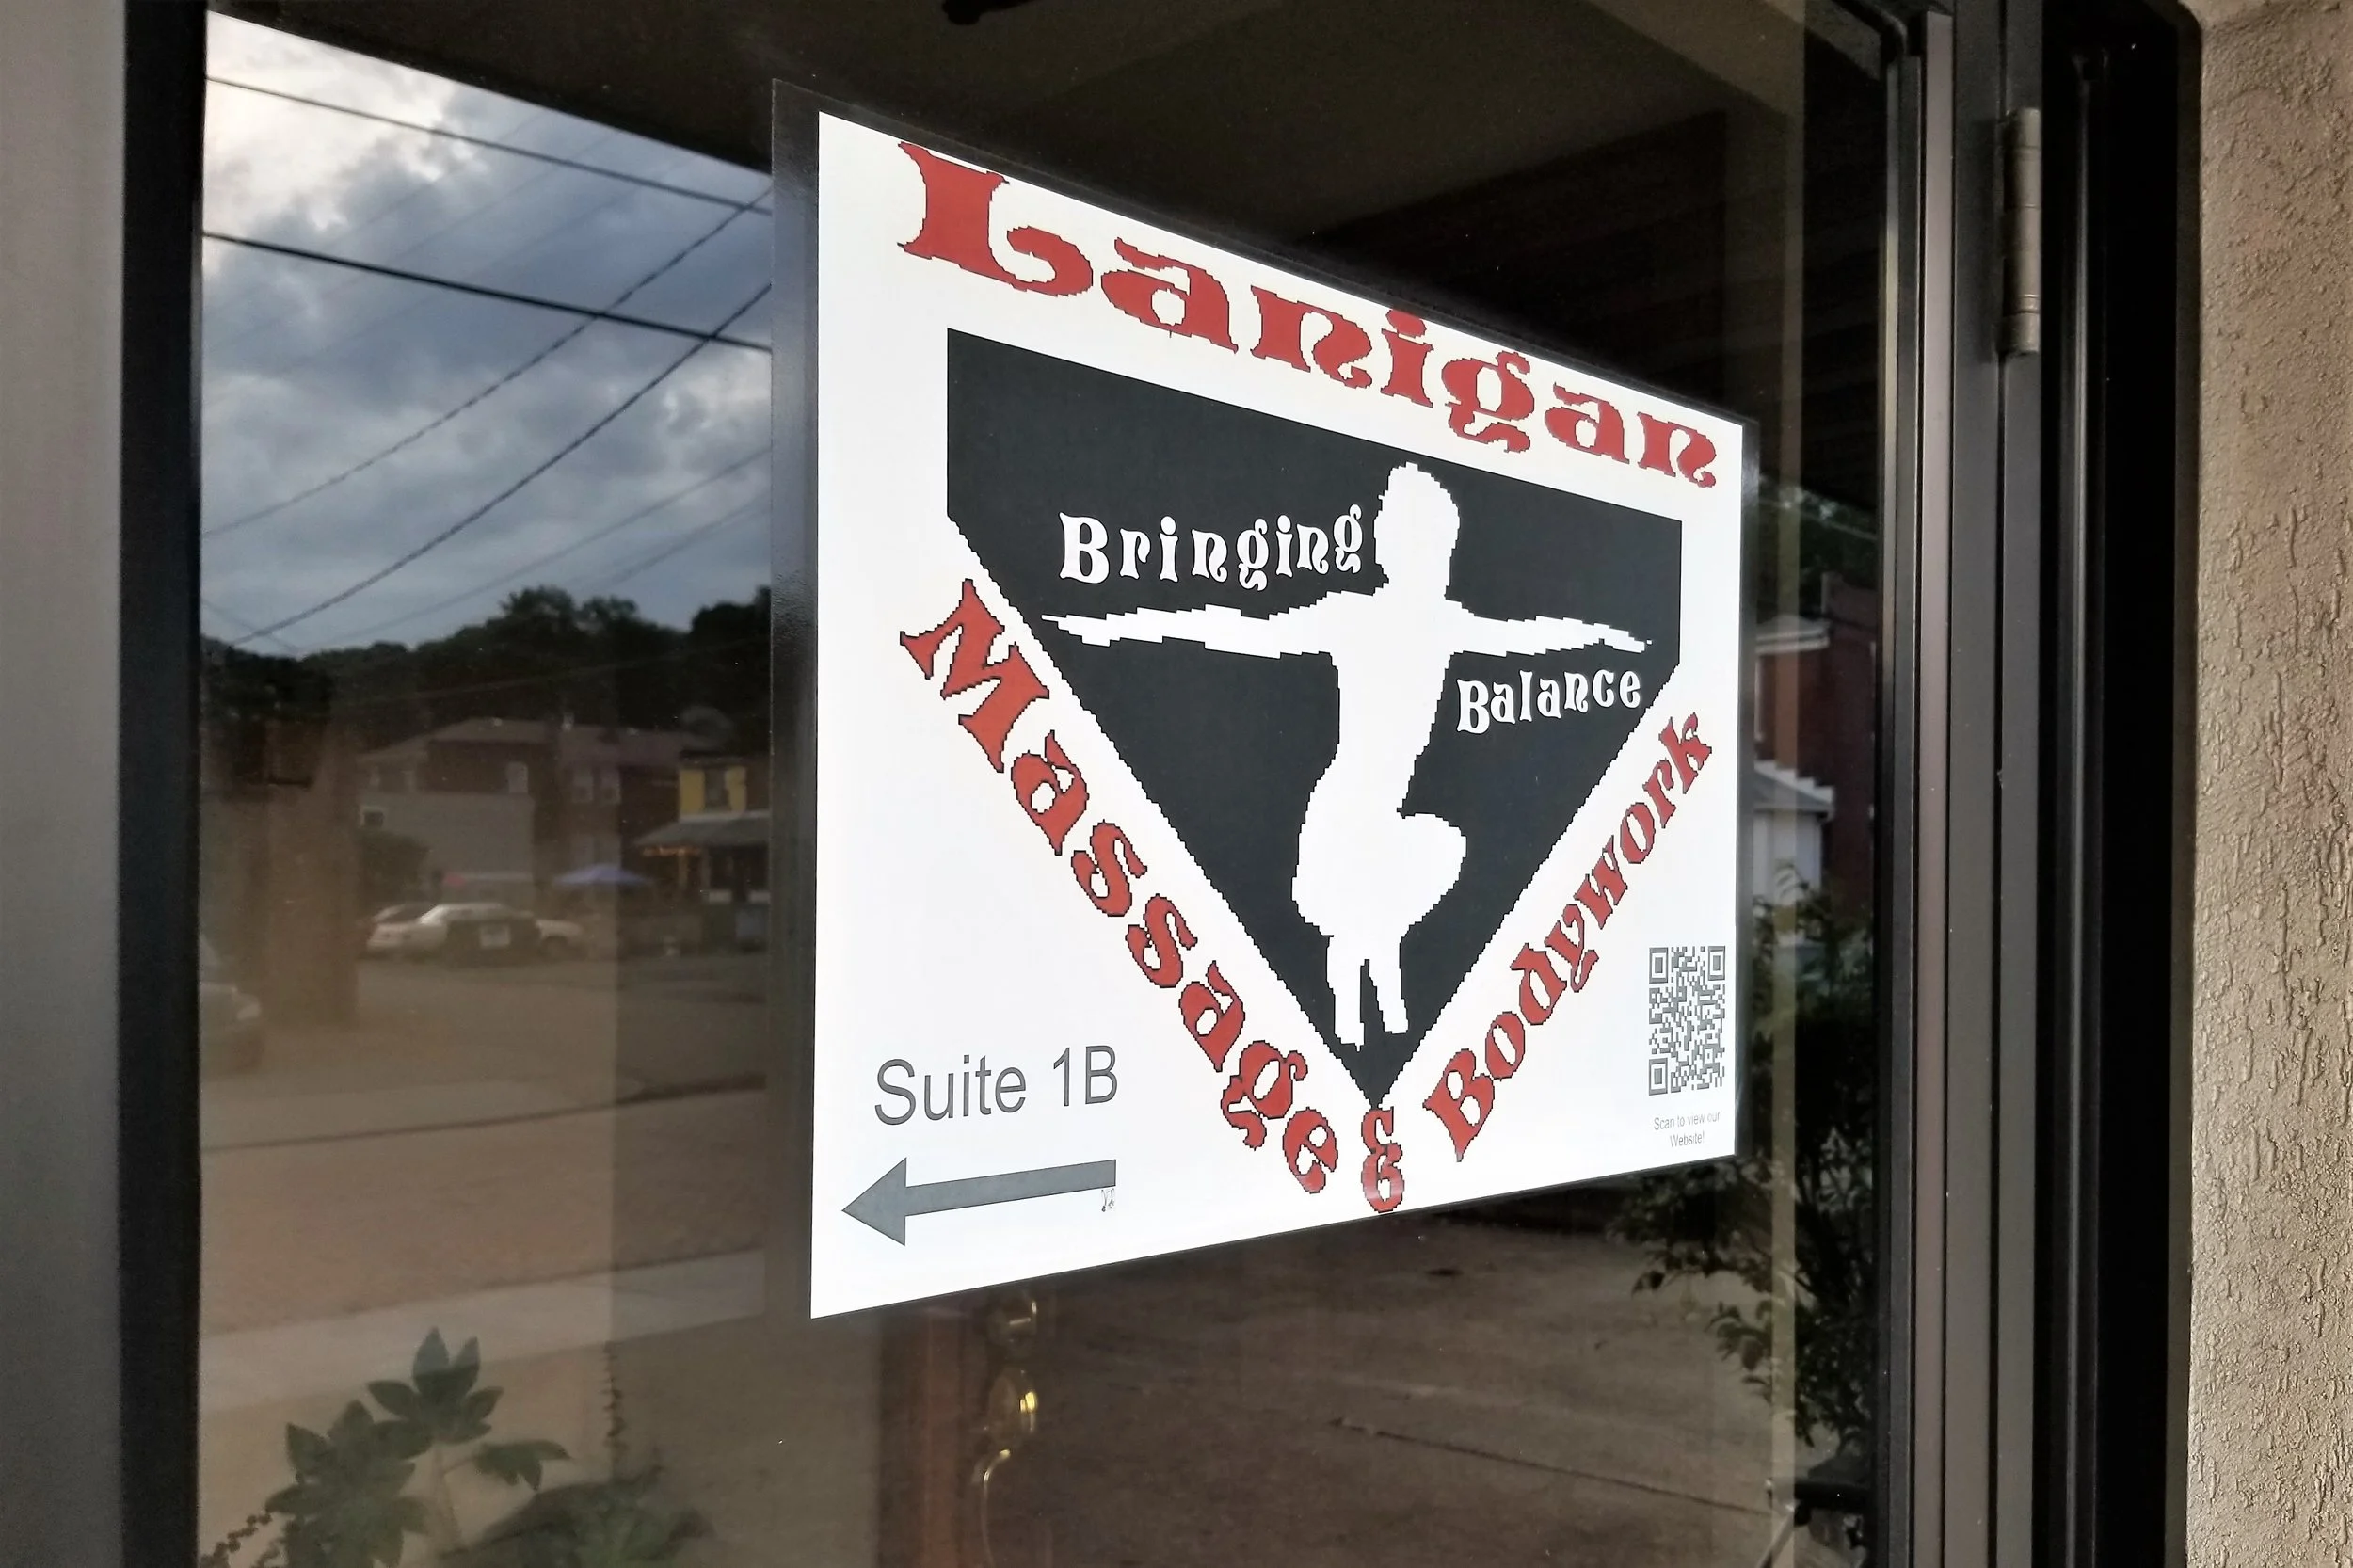 Lanigan
Bringing
Balance
Massage
&
Bodywork
Suite 1B
Scan to view our
Website!